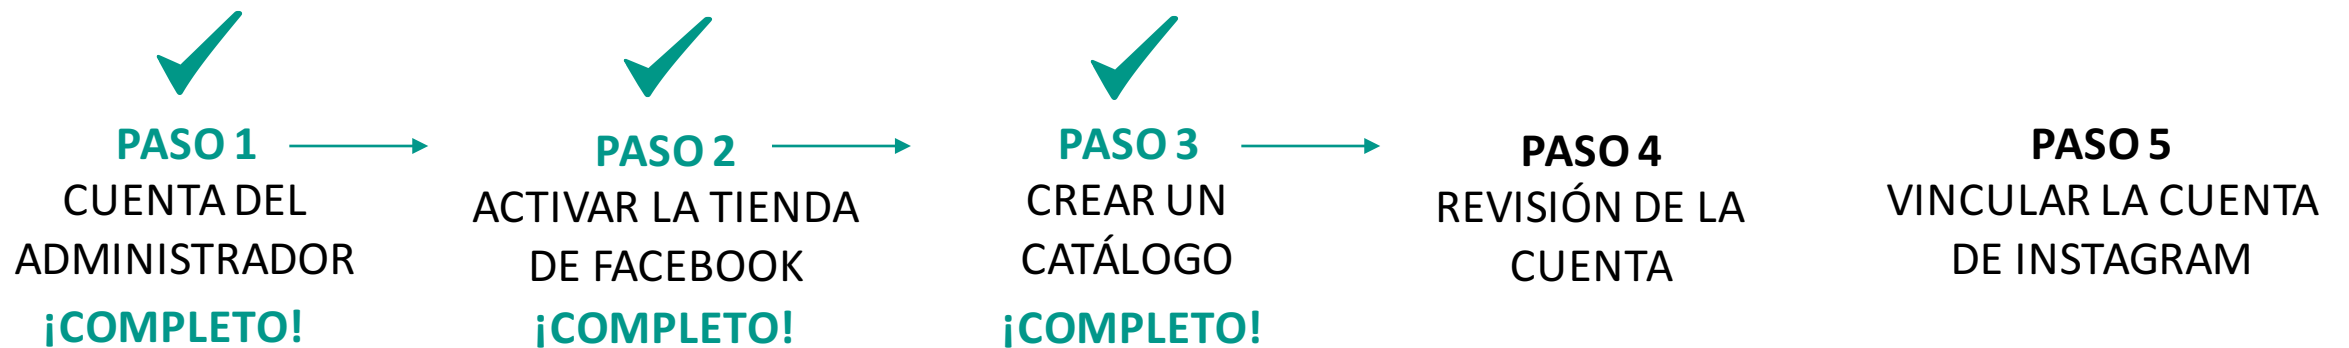 PASO 1
CUENTA DEL
ADMINISTRADOR
¡COMPLETO!
PASO 2
ACTIVAR LA TIENDA
DE FACEBOOK
¡COMPLETO!
PASO 3
CREAR UN
CATÁLOGO
¡COMPLETO!
PASO 4
REVISIÓN DE LA
CUENTA
PASO 5
VINCULAR LA CUENTA
DE INSTAGRAM